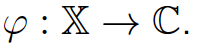 φ : 𝕏 → ℂ.